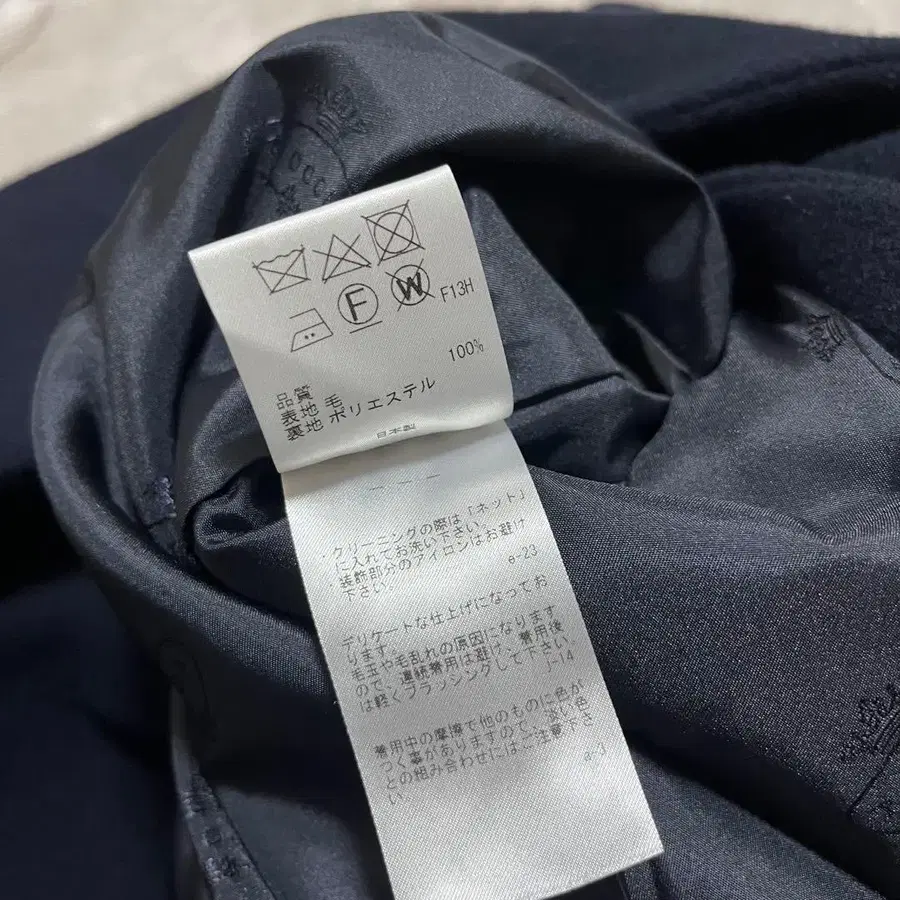 F
W
F13H
品質
表地 毛 100%
裏地 ポリエステル
日本製
・クリーニングの際は「ネット」
に入れてお洗い下さい。
・装飾部分のアイロンはお避け
下さい。
e-23
デリケートな仕上げになってお
ります。
毛玉や毛乱れの原因になります
ので、連続着用は避け、着用後
は軽くブラッシングして下さい。
J-14
着用中の摩擦で他のものに色が
つく事がありますので、淡い色
との組み合わせにはご注意下さ
い。
a-3